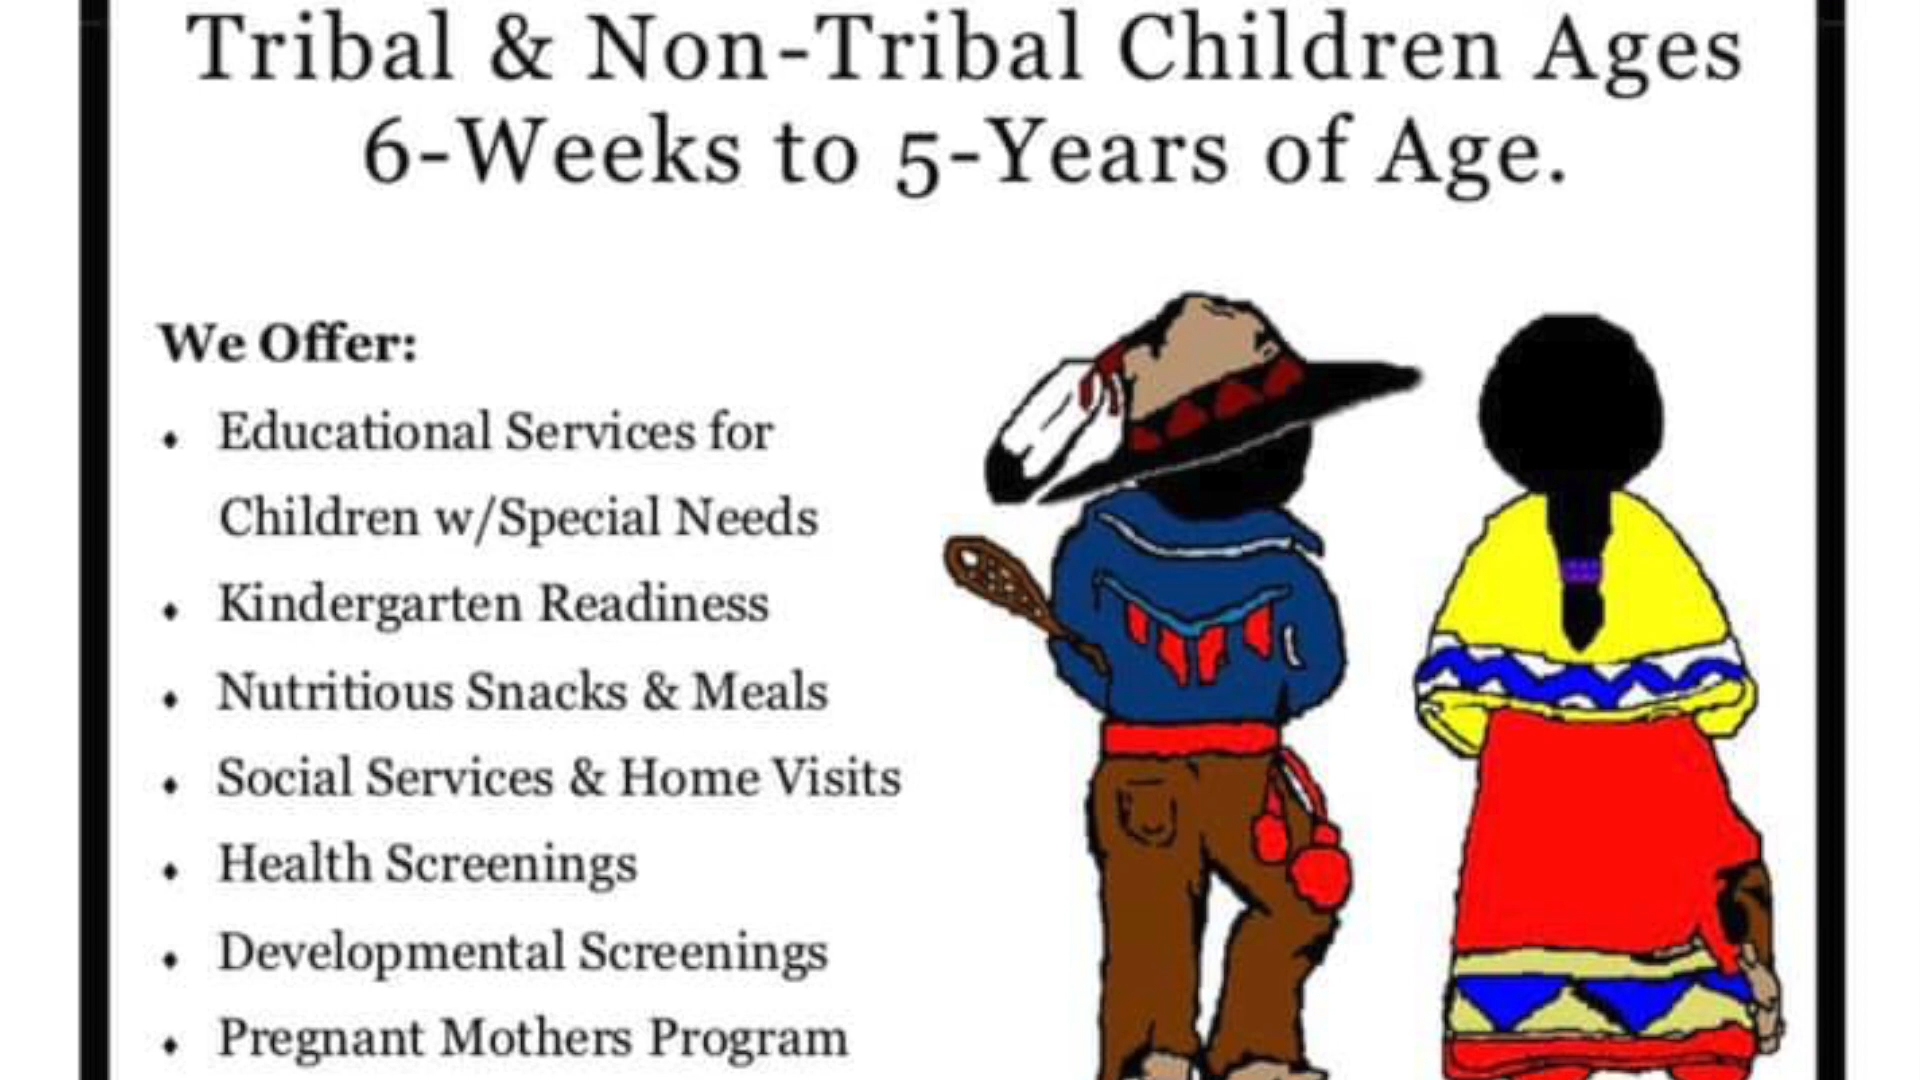 Tribal & Non-Tribal Children Ages
6-Weeks to 5-Years of Age.
We Offer:
⬧ Educational Services for
Children w/Special Needs
⬧ Kindergarten Readiness
⬧ Nutritious Snacks & Meals
⬧ Social Services & Home Visits
⬧ Health Screenings
⬧ Developmental Screenings
⬧ Pregnant Mothers Program